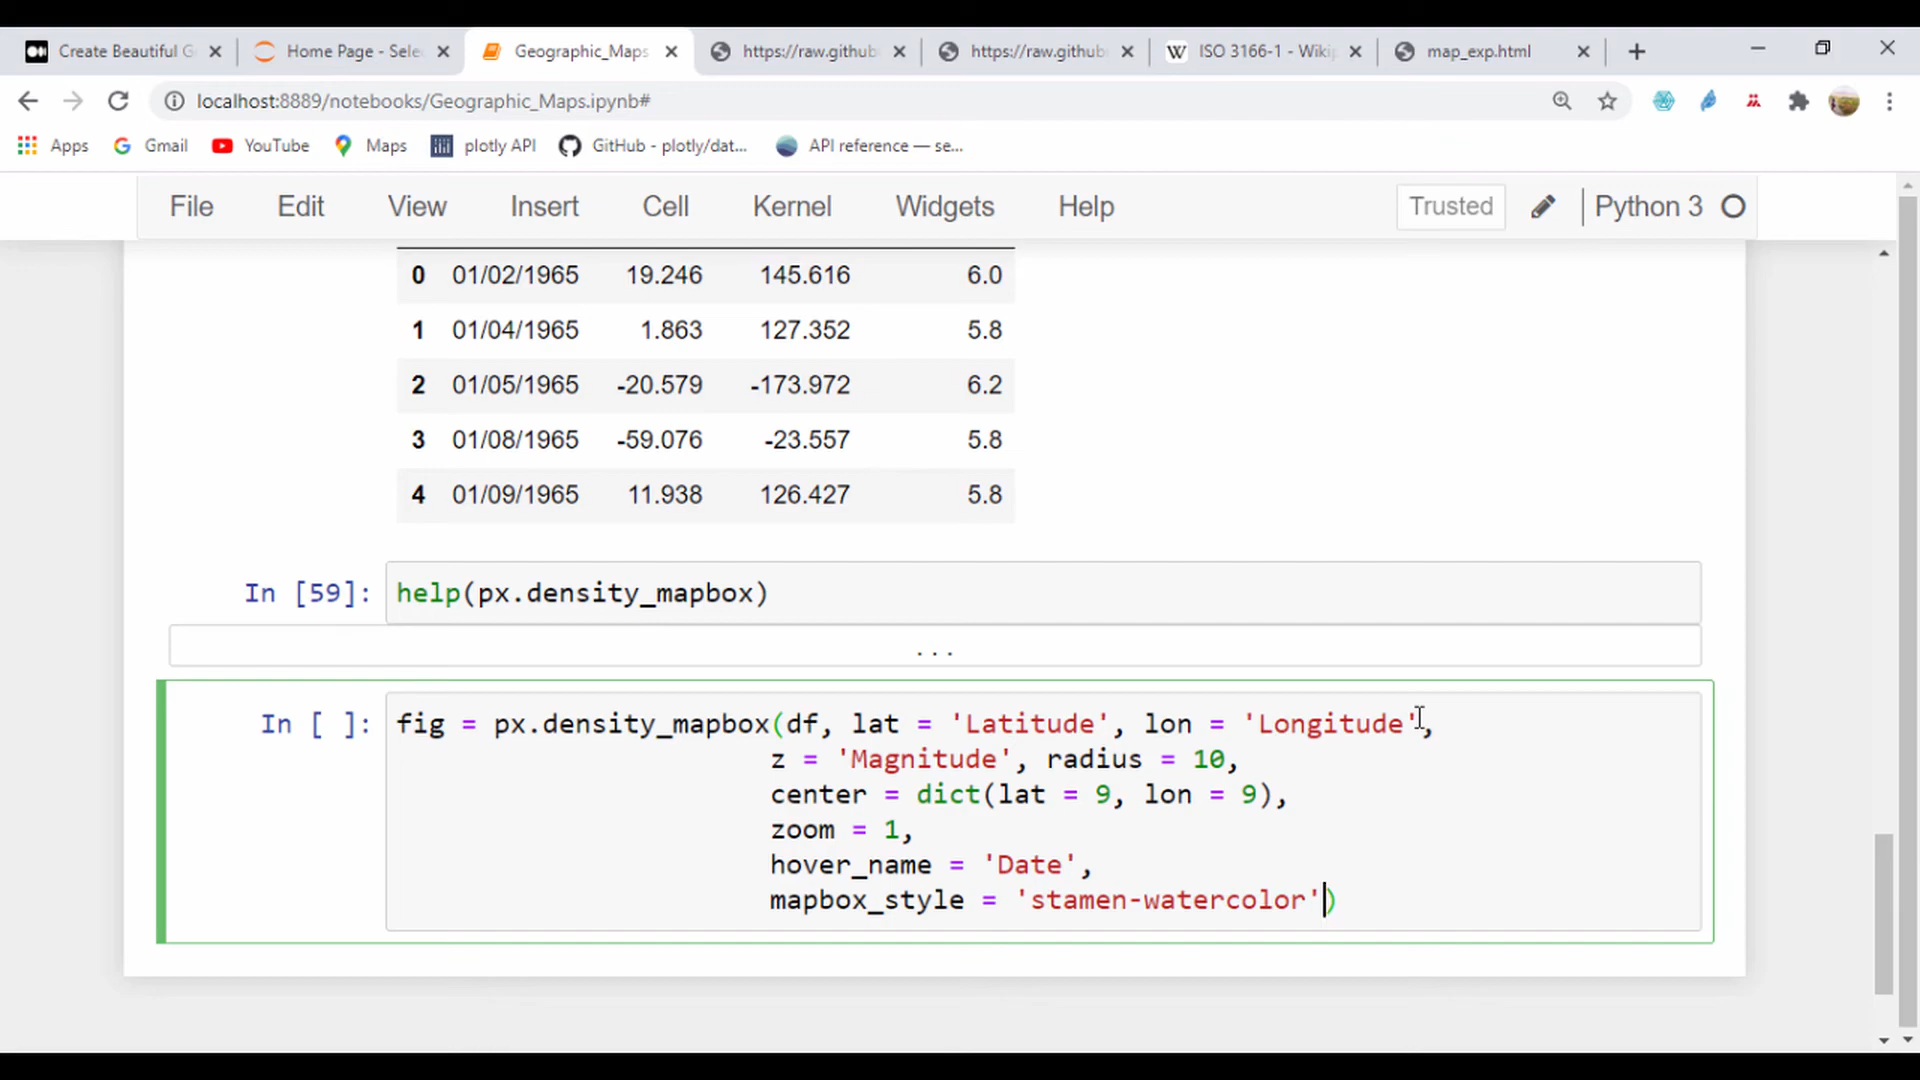 Create Beautiful G
Home Page - Selec
Geographic_Maps
https://raw.github
https://raw.github
W ISO 3166-1 - Wikip
map_exp.html
localhost:8889/notebooks/Geographic_Maps.ipynb#
Apps
Gmail
YouTube
Maps
plotly API
GitHub - plotly/dat...
API reference — se...
File Edit View Insert Cell Kernel Widgets Help
Trusted
Python 3
0 01/02/1965 19.246 145.616 6.0
1 01/04/1965 1.863 127.352 5.8
2 01/05/1965 -20.579 -173.972 6.2
3 01/08/1965 -59.076 -23.557 5.8
4 01/09/1965 11.938 126.427 5.8
In [59]: help(px.density_mapbox)
...
In [ ]: fig = px.density_mapbox(df, lat = 'Latitude', lon = 'Longitude',
z = 'Magnitude', radius = 10,
center = dict(lat = 9, lon = 9),
zoom = 1,
hover_name = 'Date',
mapbox_style = 'stamen-watercolor')